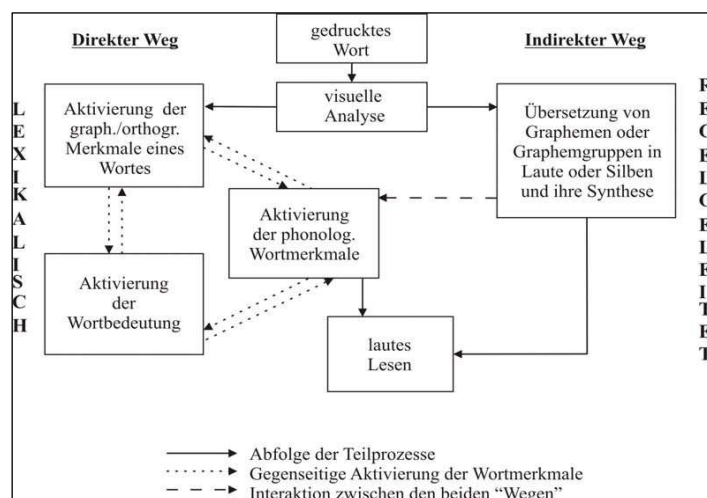 Direkter Weg
gedrucktes
Wort
Indirekter Weg
visuelle
Analyse
Aktivierung der
graph./orthogr.
Merkmale eines
Wortes
Übersetzung von
Graphemen oder
Graphemgruppen in
Laute oder Silben
und ihre Synthese
Aktivierung
der phonolog.
Wortmerkmale
Aktivierung
der
Wortbedeutung
lautes
Lesen
LEXIKALISCH
REGELGELEITET
Abfolge der Teilprozesse
Gegenseitige Aktivierung der Wortmerkmale
Interaktion zwischen den beiden “Wegen”